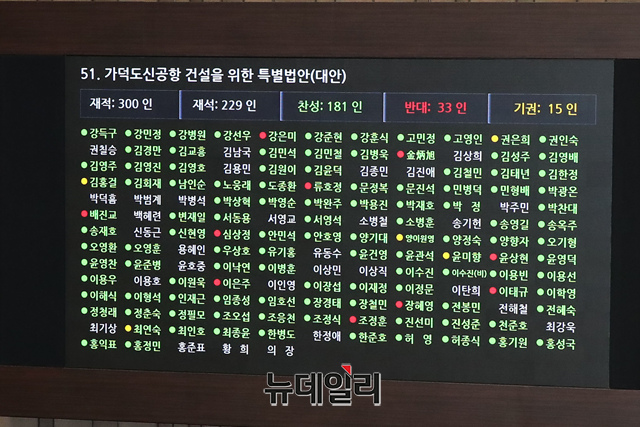 51. 가덕도신공항 건설을 위한 특별법안(대안)
재적: 300 인 재석: 229 인 찬성: 181 인 반대: 33 인 기권: 15 인
강득구 강민정 강병원 강선우 강은미 강준현 강훈식 고민정 고영인 권은희 권인숙
권칠승 김경만 김교흥 김남국 김민석 김민철 김병욱 金炳旭 김상희 김성주 김영배
김영주 김영진 김영호 김용민 김원이 김윤덕 김종민 김진애 김철민 김태년 김한정
김홍걸 김회재 남인순 노웅래 도종환 류호정 문정복 문진석 민병덕 민형배 박광온
박덕흠 박범계 박병석 박상혁 박영순 박완주 박용진 박재호 박 정 박주민 박찬대
배진교 백혜련 변재일 서동용 서영교 서영석 소병철 소병훈 송기헌 송영길 송옥주
송재호 신동근 신현영 심상정 안민석 안호영 양기대 양이원영 양정숙 양향자 오기형
오영환 오영훈 용혜인 우상호 유기홍 유동수 윤건영 윤관석 윤미향 윤상현 윤영덕
윤영찬 윤준병 윤호중 이낙연 이병훈 이상민 이상직 이수진 이수진(비) 이용빈 이용선
이용우 이용호 이원욱 이은주 이인영 이장섭 이재정 이정문 이탄희 이태규 이학영
이해식 이형석 인재근 임종성 임호선 장경태 장철민 장혜영 전봉민 전해철 전혜숙
정청래 정춘숙 정필모 조오섭 조응천 조정식 조정훈 진선미 진성준 천준호 최강욱
최기상 최연숙 최인호 최종윤 한병도 한정애 한준호 허 영 허종식 홍기원 홍성국
홍익표 홍정민 홍준표 황 희 의 장
뉴데일리